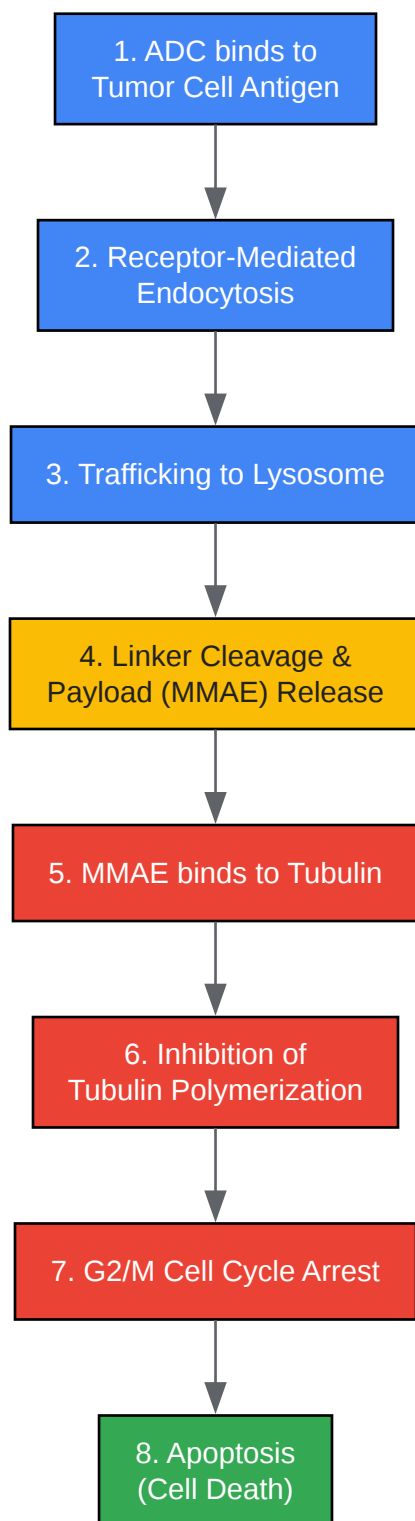 1. ADC binds to
Tumor Cell Antigen
2. Receptor-Mediated
Endocytosis
3. Trafficking to Lysosome
4. Linker Cleavage &
Payload (MMAE) Release
5. MMAE binds to Tubulin
6. Inhibition of
Tubulin Polymerization
7. G2/M Cell Cycle Arrest
8. Apoptosis
(Cell Death)